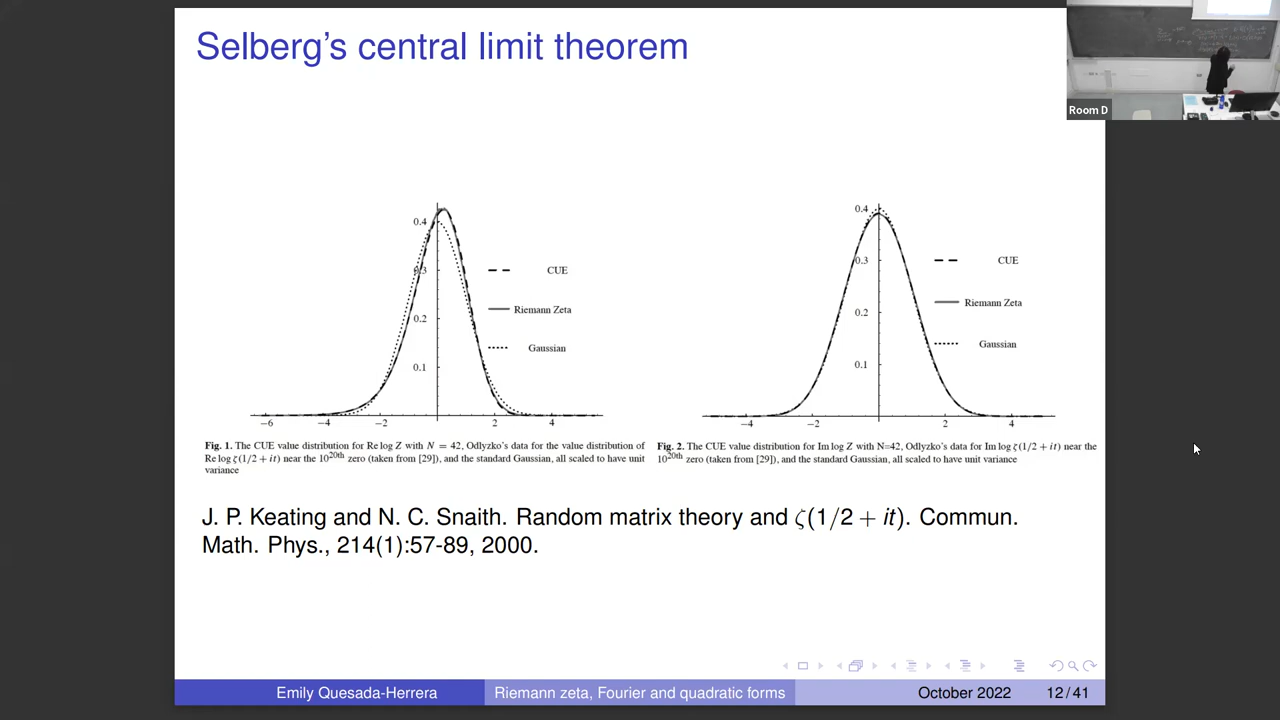 Selberg's central limit theorem
Room D
0.4
0.3
0.2
0.1
−6
−4
−2
2
4
CUE
Riemann Zeta
Gaussian
0.4
0.3
0.2
0.1
−4
−2
2
4
CUE
Riemann Zeta
Gaussian
Fig. 1. The CUE value distribution for Re log Z with N = 42, Odlyzko's data for the value distribution of
Re log ζ(1/2 + it) near the 10^20th zero (taken from [29]), and the standard Gaussian, all scaled to have unit
variance
Fig. 2. The CUE value distribution for Im log Z with N=42, Odlyzko's data for Im log ζ(1/2 + it) near the
10^20th zero (taken from [29]), and the standard Gaussian, all scaled to have unit variance
J. P. Keating and N. C. Snaith. Random matrix theory and ζ(1/2 + it). Commun.
Math. Phys., 214(1):57-89, 2000.
Emily Quesada-Herrera
Riemann zeta, Fourier and quadratic forms
October 2022
12/41